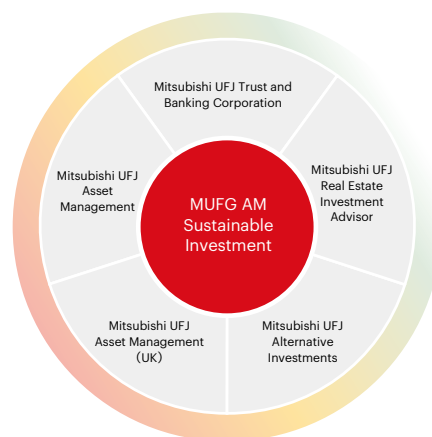 Mitsubishi UFJ Trust and
Banking Corporation
Mitsubishi UFJ
Asset
Management
Mitsubishi UFJ
Real Estate
Investment
Advisor
MUFG AM
Sustainable
Investment
Mitsubishi UFJ
Asset Management
(UK)
Mitsubishi UFJ
Alternative
Investments